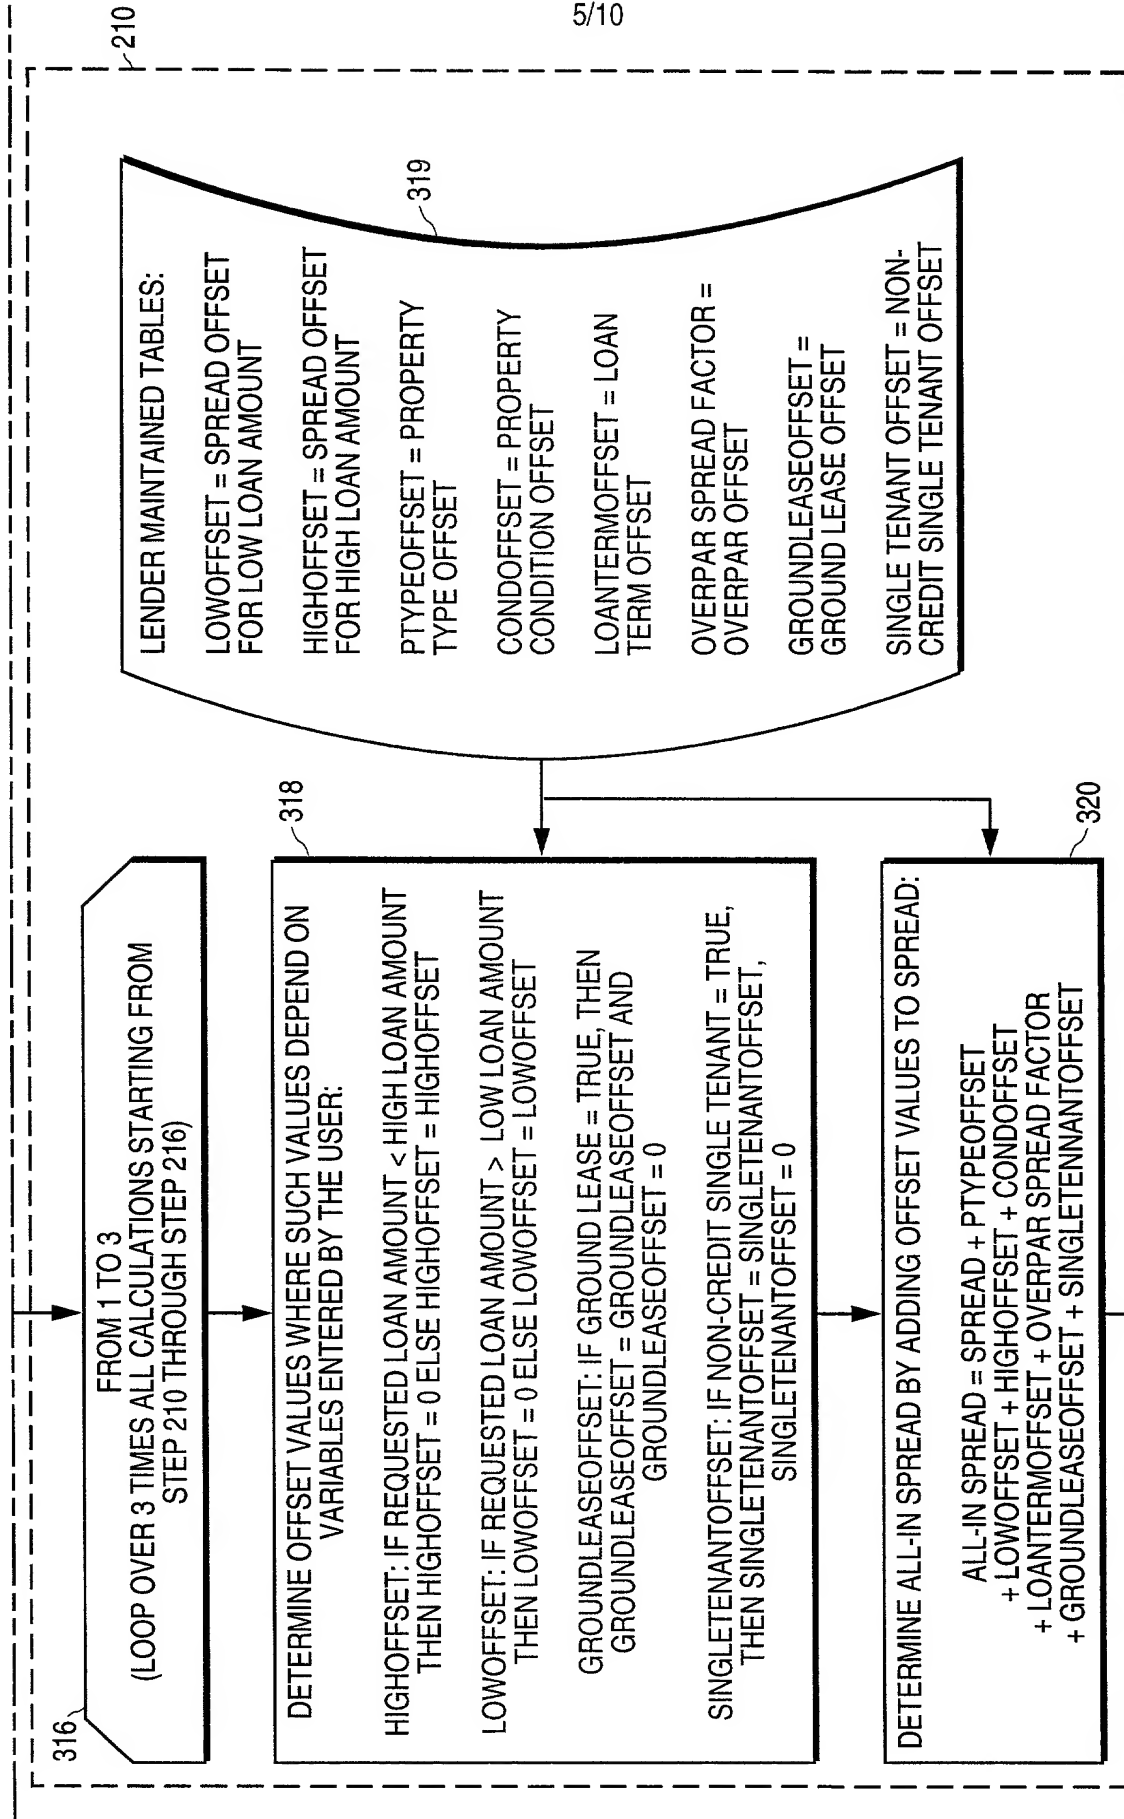 5/10
210
316
FROM 1 TO 3
(LOOP OVER 3 TIMES ALL CALCULATIONS STARTING FROM
STEP 210 THROUGH STEP 216)
318
DETERMINE OFFSET VALUES WHERE SUCH VALUES DEPEND ON
VARIABLES ENTERED BY THE USER:
HIGHOFFSET: IF REQUESTED LOAN AMOUNT < HIGH LOAN AMOUNT
THEN HIGHOFFSET = 0 ELSE HIGHOFFSET = HIGHOFFSET
LOWOFFSET: IF REQUESTED LOAN AMOUNT > LOW LOAN AMOUNT
THEN LOWOFFSET = 0 ELSE LOWOFFSET = LOWOFFSET
GROUNDLEASEOFFSET: IF GROUND LEASE = TRUE, THEN
GROUNDLEASEOFFSET = GROUNDLEASEOFFSET AND
GROUNDLEASEOFFSET = 0
SINGLETENANTOFFSET: IF NON-CREDIT SINGLE TENANT = TRUE,
THEN SINGLETENANTOFFSET = SINGLETENANTOFFSET,
SINGLETENANTOFFSET = 0
319
LENDER MAINTAINED TABLES:
LOWOFFSET = SPREAD OFFSET
FOR LOW LOAN AMOUNT
HIGHOFFSET = SPREAD OFFSET
FOR HIGH LOAN AMOUNT
PTYPEOFFSET = PROPERTY
TYPE OFFSET
CONDOFFSET = PROPERTY
CONDITION OFFSET
LOANTERMOFFSET = LOAN
TERM OFFSET
OVERPAR SPREAD FACTOR =
OVERPAR OFFSET
GROUNDLEASEOFFSET =
GROUND LEASE OFFSET
SINGLE TENANT OFFSET = NON-
CREDIT SINGLE TENANT OFFSET
320
DETERMINE ALL-IN SPREAD BY ADDING OFFSET VALUES TO SPREAD:
ALL-IN SPREAD = SPREAD + PTYPEOFFSET
+ LOWOFFSET + HIGHOFFSET + CONDOFFSET
+ LOANTERMOFFSET + OVERPAR SPREAD FACTOR
+ GROUNDLEASEOFFSET + SINGLETENNANTOFFSET